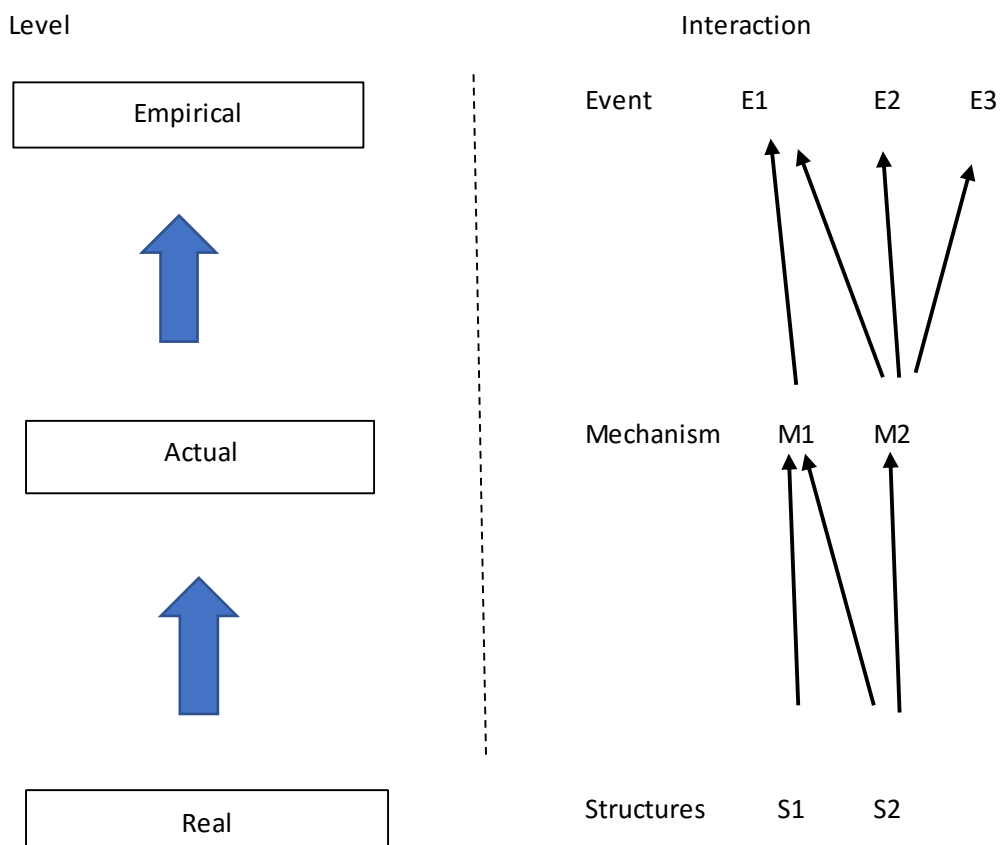 Level Interaction
Empirical
Event E1 E2 E3
Actual
Mechanism M1 M2
Real
Structures S1 S2